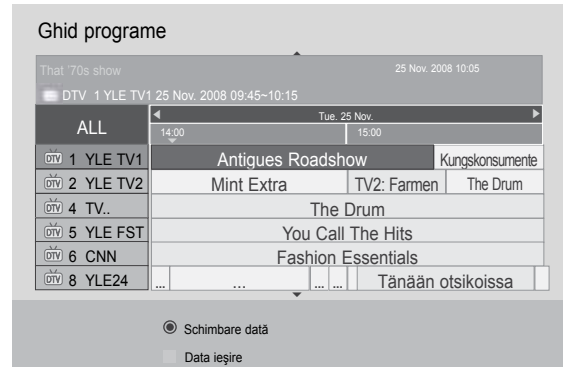 Ghid programe
That '70s show 25 Nov. 2008 10:05
DTV 1 YLE TV1 25 Nov. 2008 09:45~10:15
ALL
Tue. 25 Nov.
14:00 15:00
DTV 1 YLE TV1 Antigues Roadshow Kungskonsumente
DTV 2 YLE TV2 Mint Extra TV2: Farmen The Drum
DTV 4 TV.. The Drum
DTV 5 YLE FST You Call The Hits
DTV 6 CNN Fashion Essentials
DTV 8 YLE24 ... ... ... ... Tänään otsikoissa
Schimbare dată
Data ieşire